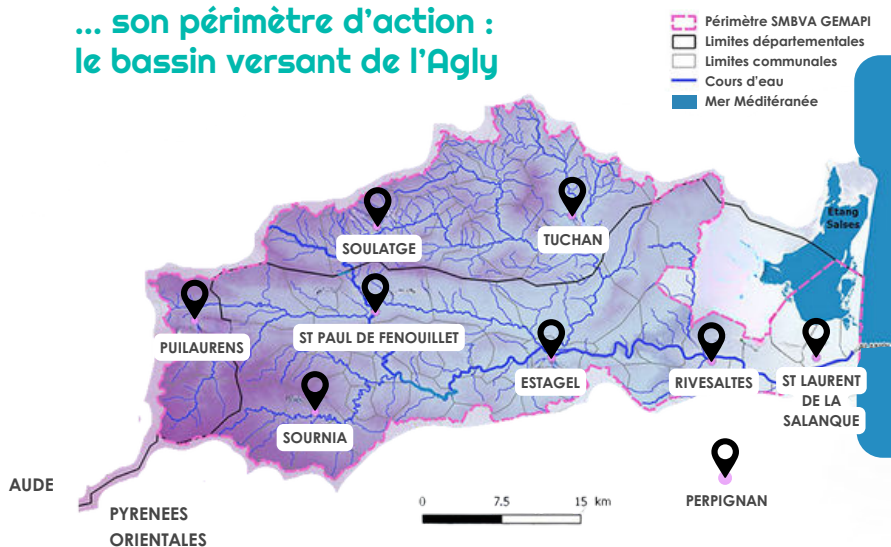 ... son périmètre d'action :
le bassin versant de l'Agly
Périmètre SMBVA GEMAPI
Limites départementales
Limites communales
Cours d'eau
Mer Méditéranée
Etang
Salses
SOULATGE
TUCHAN
PUILAURENS
ST PAUL DE FENOUILLET
ESTAGEL
RIVESALTES
ST LAURENT
DE LA
SALANQUE
SOURNIA
PERPIGNAN
AUDE
PYRENEES
ORIENTALES
0 7.5 15 km